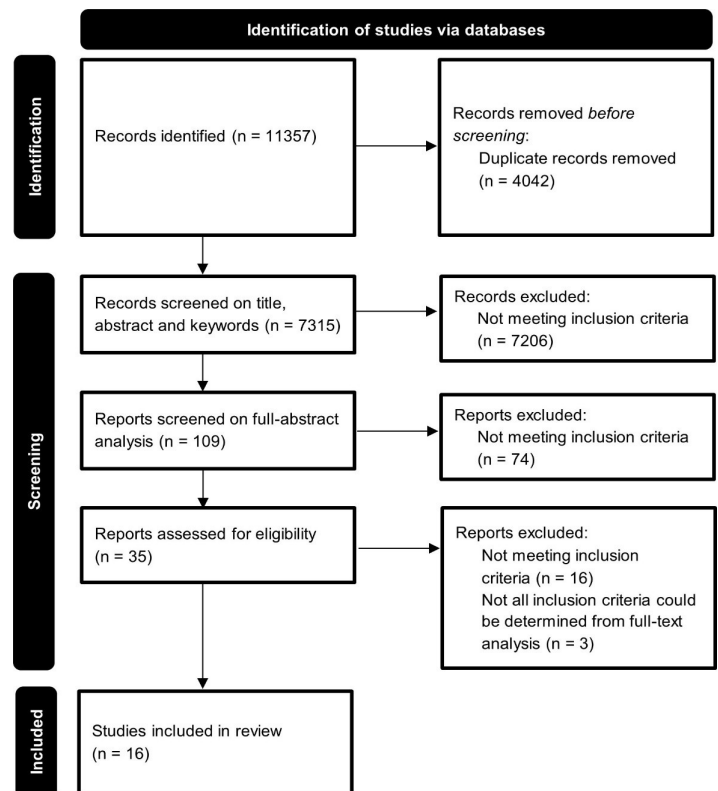 Identification of studies via databases
Identification
Records identified (n = 11357)
Records removed before
screening:
Duplicate records removed
(n = 4042)
Screening
Records screened on title,
abstract and keywords (n = 7315)
Records excluded:
Not meeting inclusion criteria
(n = 7206)
Reports screened on full-abstract
analysis (n = 109)
Reports excluded:
Not meeting inclusion criteria
(n = 74)
Reports assessed for eligibility
(n = 35)
Reports excluded:
Not meeting inclusion
criteria (n = 16)
Not all inclusion criteria could
be determined from full-text
analysis (n = 3)
Included
Studies included in review
(n = 16)